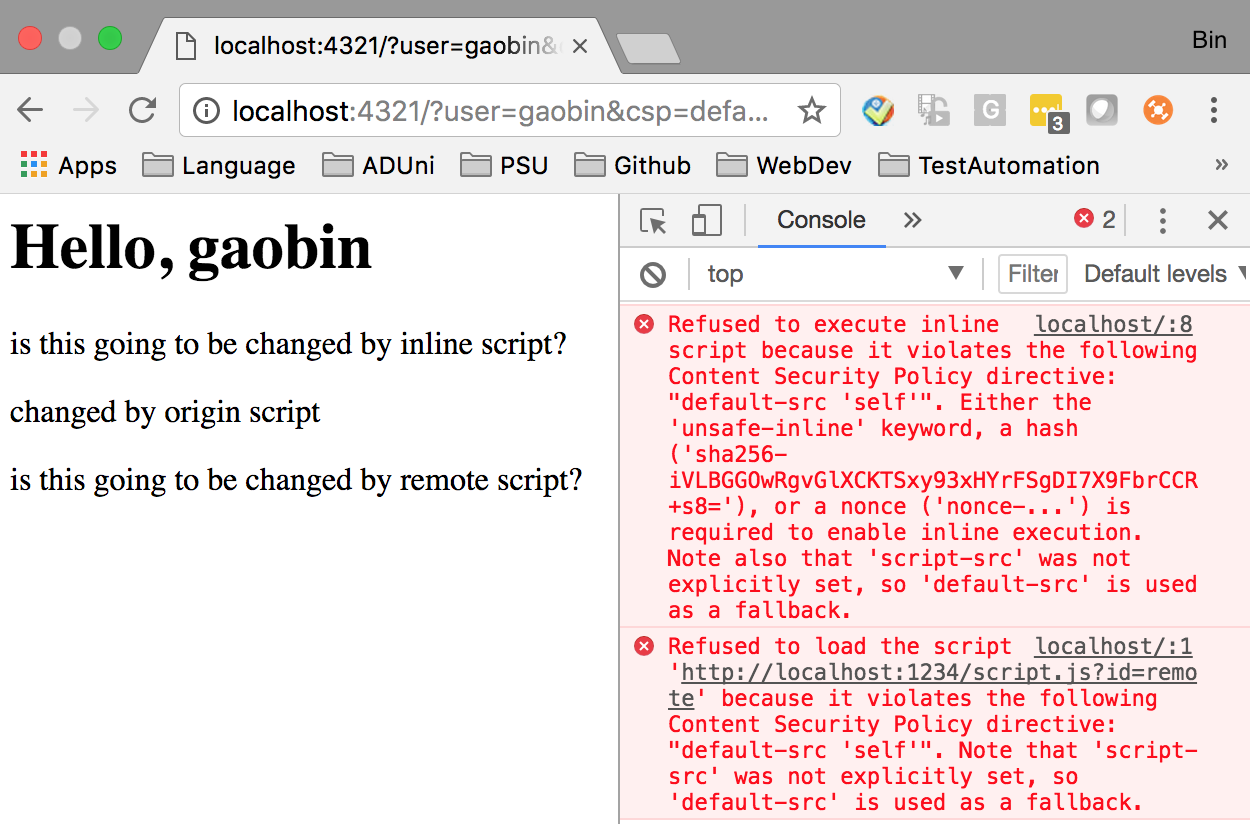 localhost:4321/?user=gaobin&
Bin
localhost:4321/?user=gaobin&csp=defa...
G
3
Apps Language ADUni PSU Github WebDev TestAutomation »
Hello, gaobin
is this going to be changed by inline script?
changed by origin script
is this going to be changed by remote script?
Console » 2
top Filter Default levels
Refused to execute inline localhost/:8
script because it violates the following
Content Security Policy directive:
"default-src 'self'". Either the
'unsafe-inline' keyword, a hash
('sha256-
iVLBGGOwRgvGlXCKTSxy93xHYrFSgDI7X9FbrCCR
+s8='), or a nonce ('nonce-...') is
required to enable inline execution.
Note also that 'script-src' was not
explicitly set, so 'default-src' is used
as a fallback.
Refused to load the script localhost/:1
'http://localhost:1234/script.js?id=remo
te' because it violates the following
Content Security Policy directive:
"default-src 'self'". Note that 'script-
src' was not explicitly set, so
'default-src' is used as a fallback.